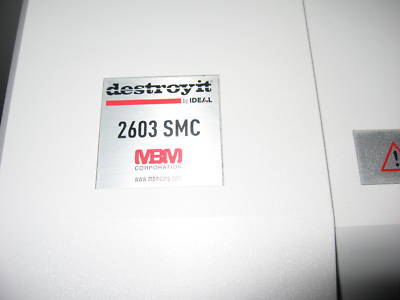 destroyit
by IDEAL
2603 SMC
MBM
CORPORATION
www.mbmcorp.com